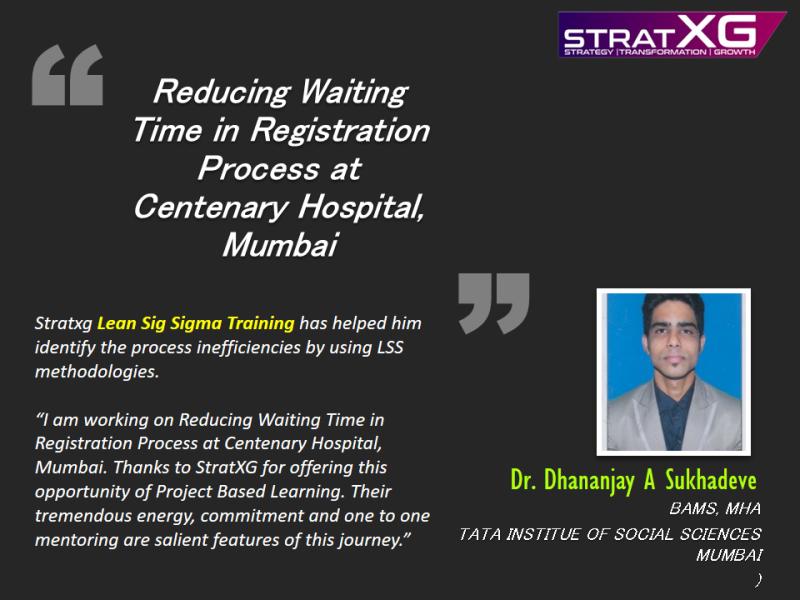 STRATXG
STRATEGY | TRANSFORMATION | GROWTH
“
Reducing Waiting
Time in Registration
Process at
Centenary Hospital,
Mumbai
”
Stratxg Lean Sig Sigma Training has helped him
identify the process inefficiencies by using LSS
methodologies.
“I am working on Reducing Waiting Time in
Registration Process at Centenary Hospital,
Mumbai. Thanks to StratXG for offering this
opportunity of Project Based Learning. Their
tremendous energy, commitment and one to one
mentoring are salient features of this journey.”
Dr. Dhananjay A Sukhadeve
BAMS, MHA
TATA INSTITUE OF SOCIAL SCIENCES
MUMBAI
)